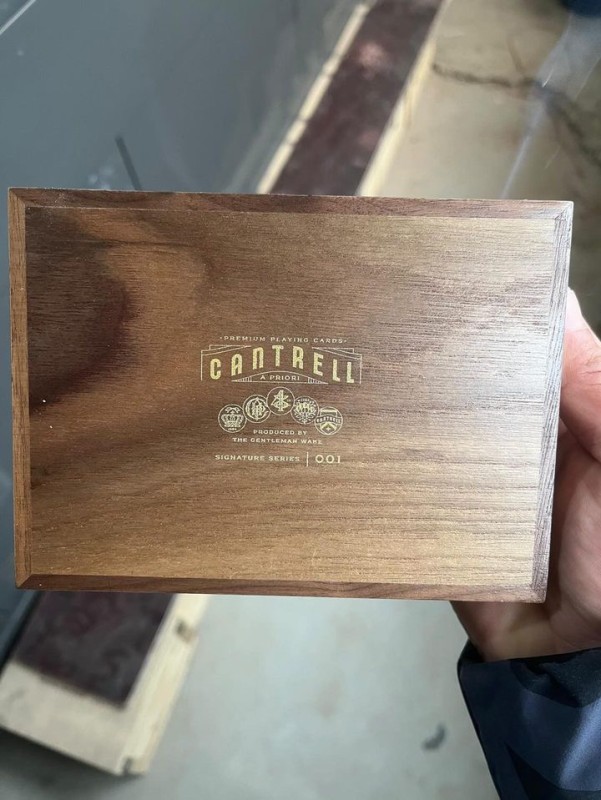 ·PREMIUM PLAYING CARDS·
CANTRELL
A PRIORI
PRODUCED BY
THE GENTLEMAN WAKE
SIGNATURE SERIES | 001